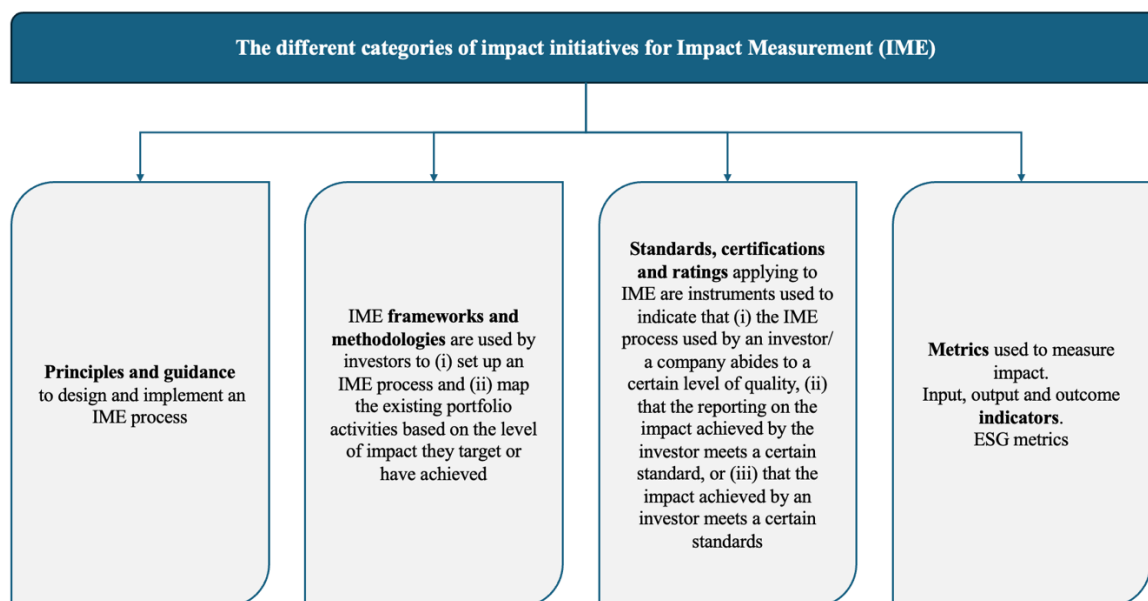 The different categories of impact initiatives for Impact Measurement (IME)
Principles and guidance
to design and implement an
IME process
IME frameworks and
methodologies are used by
investors to (i) set up an
IME process and (ii) map
the existing portfolio
activities based on the level
of impact they target or
have achieved
Standards, certifications
and ratings applying to
IME are instruments used to
indicate that (i) the IME
process used by an investor/
a company abides to a
certain level of quality, (ii)
that the reporting on the
impact achieved by the
investor meets a certain
standard, or (iii) that the
impact achieved by an
investor meets a certain
standards
Metrics used to measure
impact.
Input, output and outcome
indicators.
ESG metrics